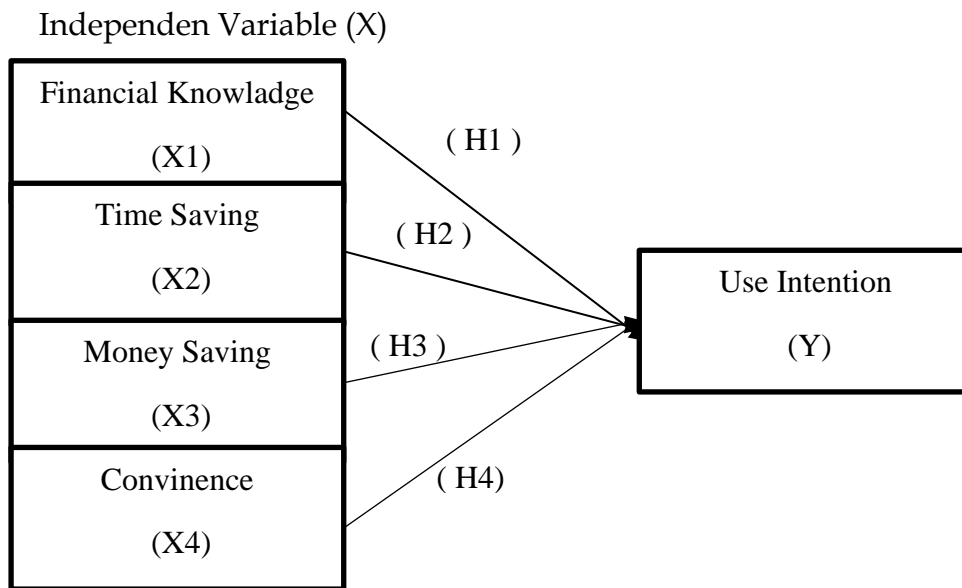 Independen Variable (X)
Financial Knowladge
(X1)
( H1 )
Time Saving
(X2)
( H2 )
Use Intention
(Y)
Money Saving
(X3)
( H3 )
Convinence
(X4)
( H4)